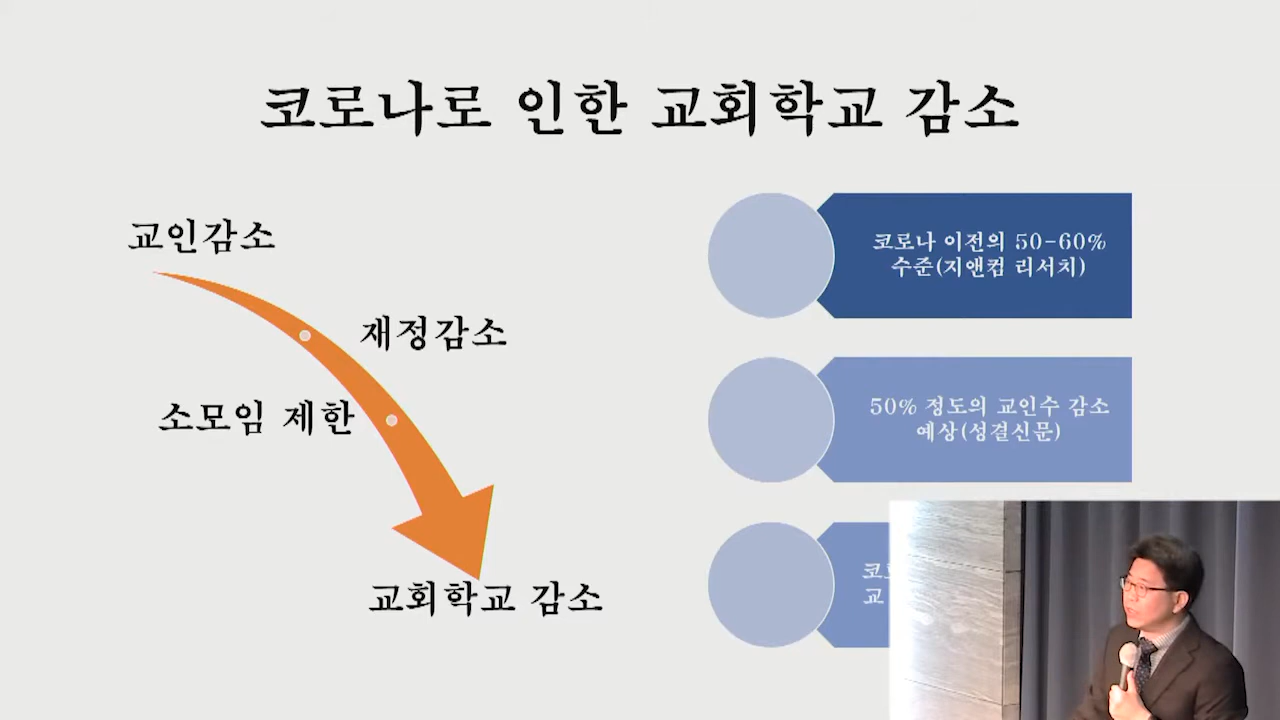 코로나로 인한 교회학교 감소
교인감소
재정감소
소모임 제한
교회학교 감소
코로나 이전의 50-60%
수준(지앤컴 리서치)
50% 정도의 교인수 감소
예상(성결신문)
교